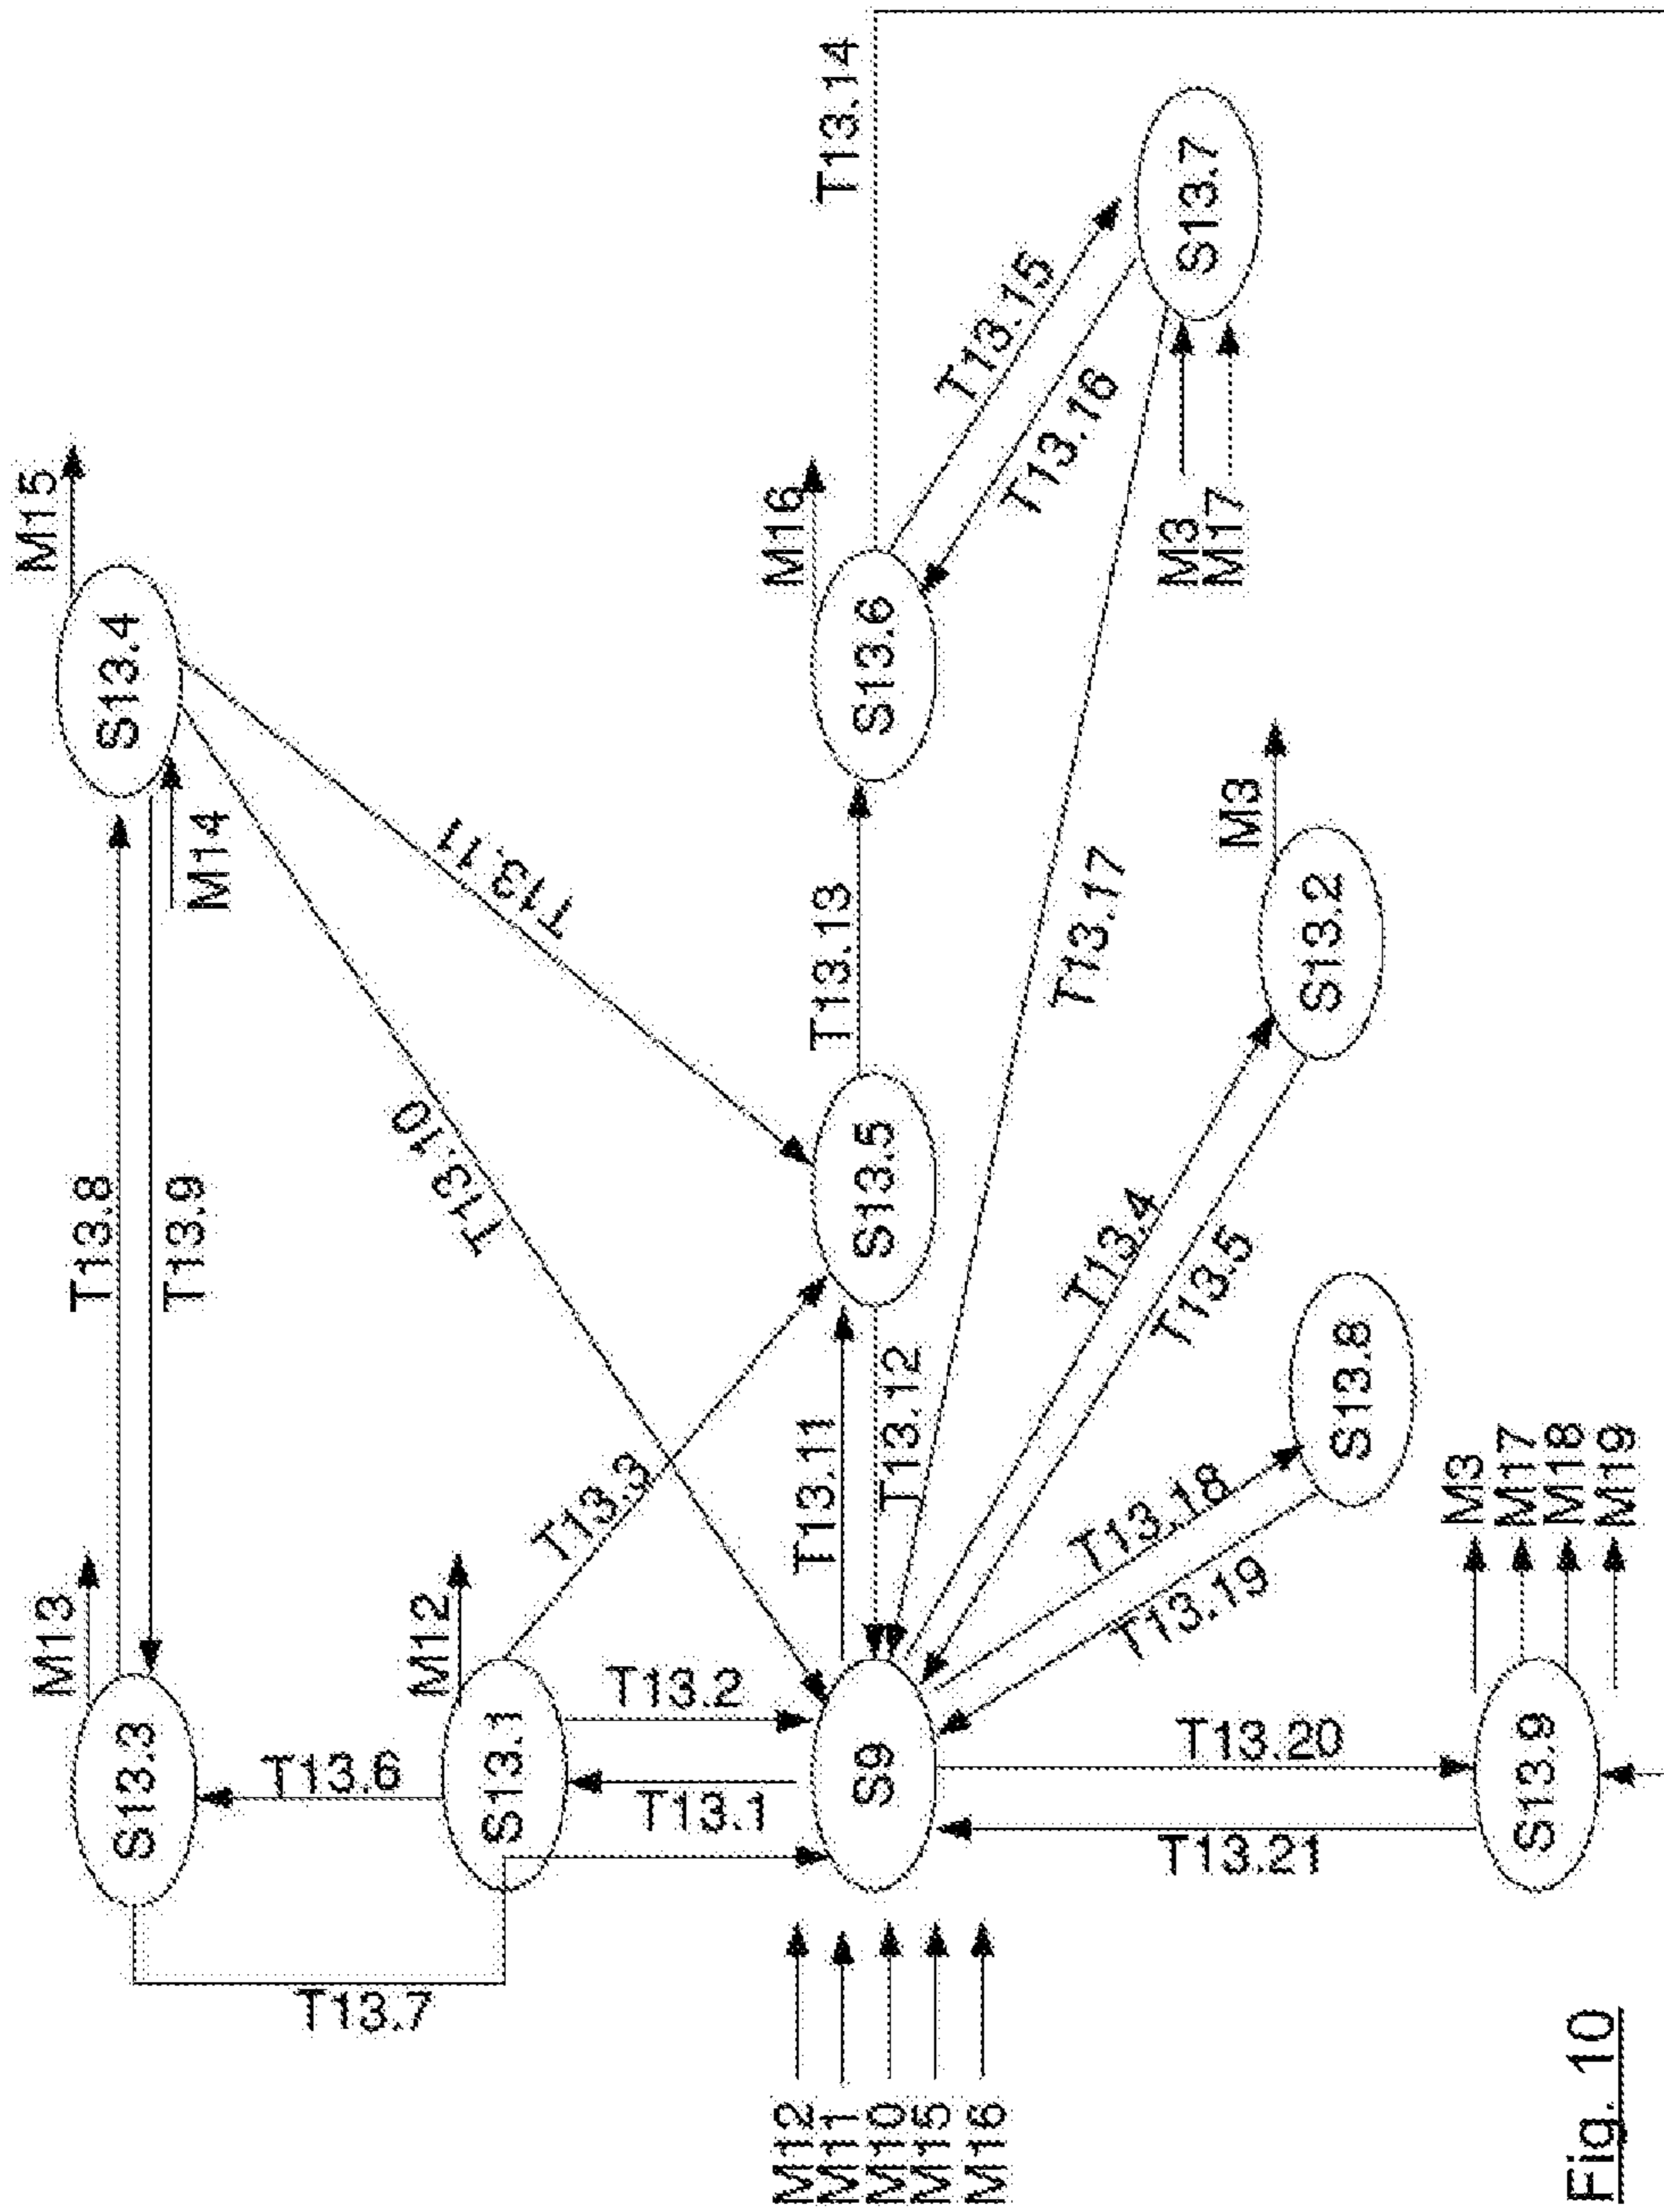 M13
M15
T13.8
S13.3
S13.4
T13.9
M14
T13.6
T13.7
T13.10
T13.11
M12
S13.1
T13.3
T13.2
T13.1
M16
T13.14
M12
M11
M10
M15
M16
S9
T13.11
T13.12
S13.5
T13.13
S13.6
T13.15
T13.16
T13.17
S13.7
M3
M17
T13.4
T13.5
M3
S13.2
T13.18
T13.19
S13.8
T13.20
T13.21
M3
M17
M18
M19
S13.9
Fig. 10